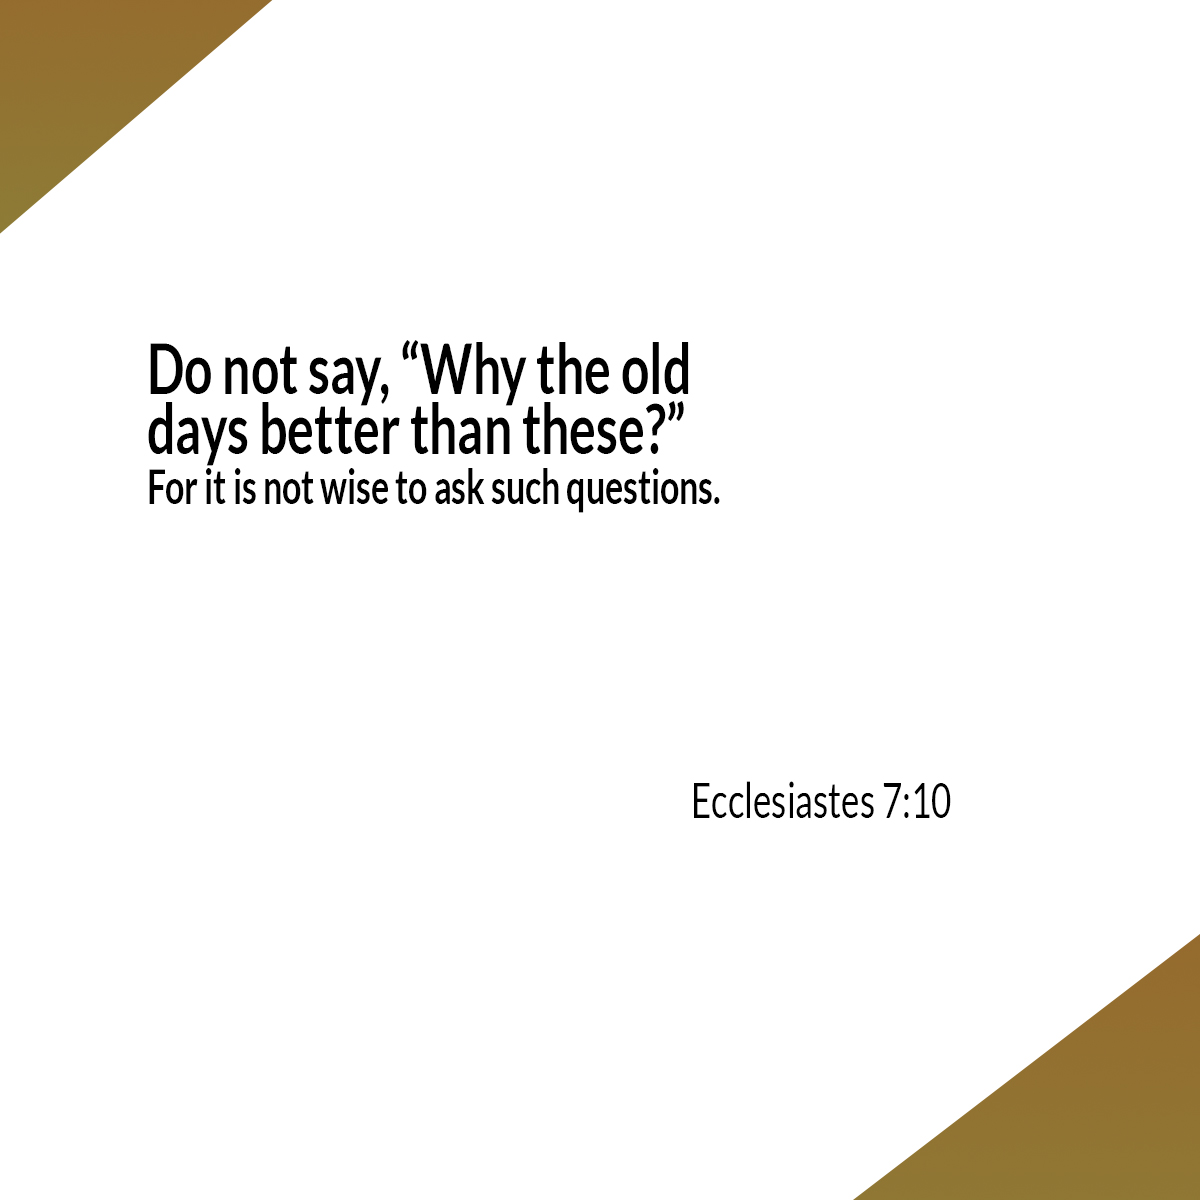 Do not say, “Why the old
days better than these?”
For it is not wise to ask such questions.
Ecclesiastes 7:10